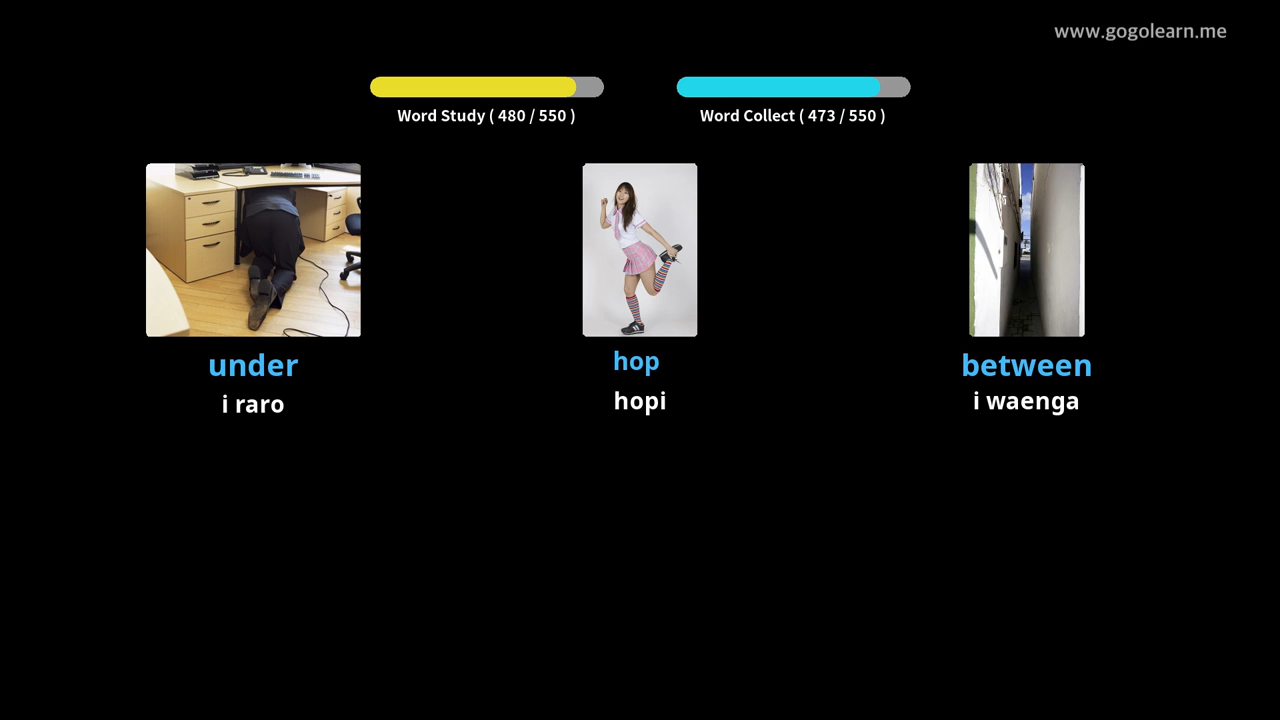 www.gogolearn.me
Word Study ( 480 / 550 )
Word Collect ( 473 / 550 )
under
i raro
hop
hopi
between
i waenga